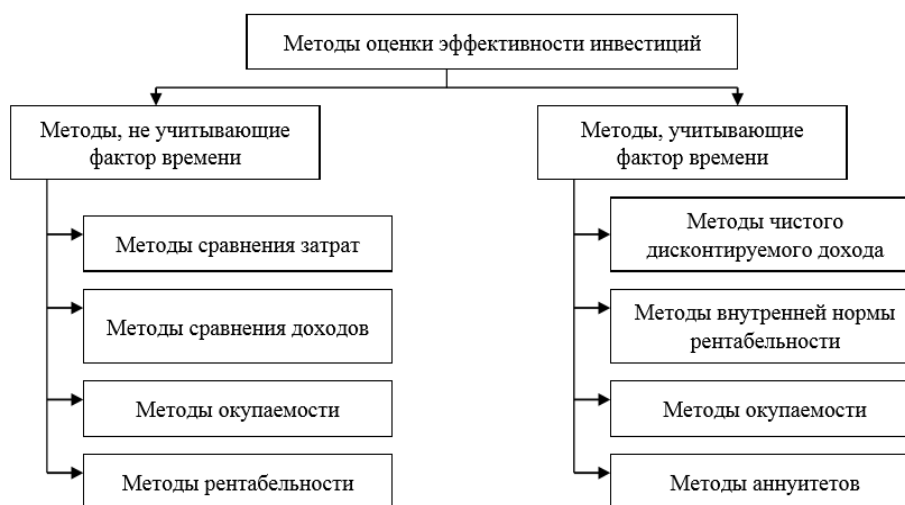 Методы оценки эффективности инвестиций
Методы, не учитывающие
фактор времени
Методы сравнения затрат
Методы сравнения доходов
Методы окупаемости
Методы рентабельности
Методы, учитывающие
фактор времени
Методы чистого
дисконтируемого дохода
Методы внутренней нормы
рентабельности
Методы окупаемости
Методы аннуитетов